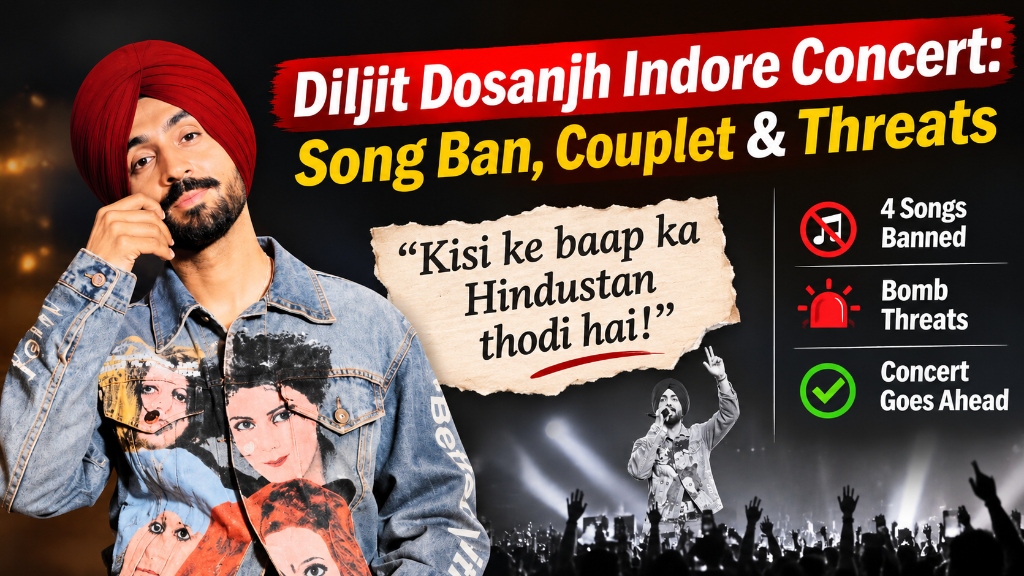 Diljit Dosanjh Indore Concert:
Song Ban, Couplet & Threats
“Kisi ke baap ka
Hindustan
thodi hai!”
4 Songs
Banned
Bomb
Threats
Concert
Goes Ahead